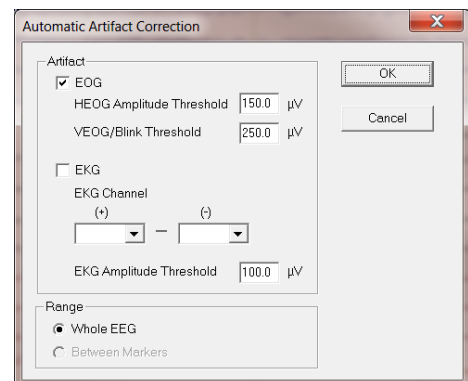 Automatic Artifact Correction
X
Artifact
EOG
HEOG Amplitude Threshold 150.0 µV
VEOG/Blink Threshold 250.0 µV
EKG
EKG Channel
(+) (-)
–
EKG Amplitude Threshold 100.0 µV
Range
Whole EEG
Between Markers
OK
Cancel